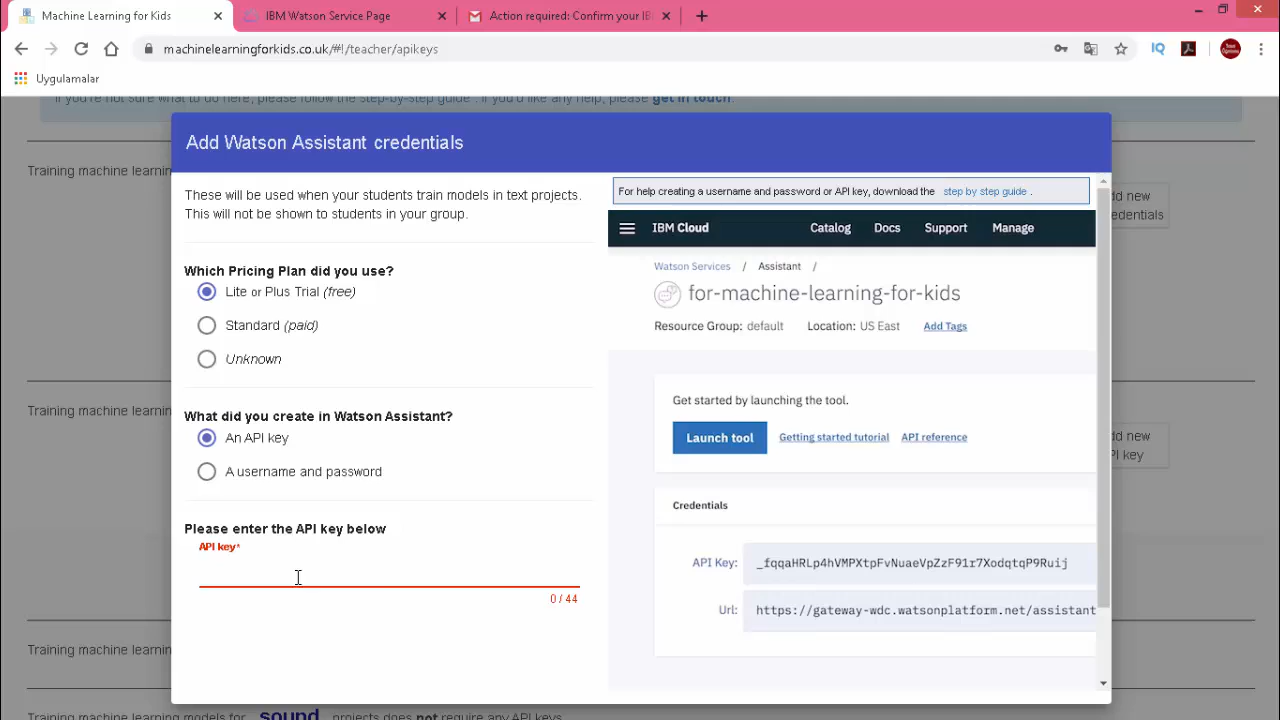 Machine Learning for Kids
IBM Watson Service Page
Action required: Confirm your IB
machinelearningforkids.co.uk/#!/teacher/apikeys
Uygulamalar
If you're not sure what to do here, please follow the step-by-step guide . If you'd like any help, please get in touch.
Add Watson Assistant credentials
Training machine learnin
These will be used when your students train models in text projects.
This will not be shown to students in your group.
Which Pricing Plan did you use?
Lite or Plus Trial (free)
Standard (paid)
Unknown
What did you create in Watson Assistant?
An API key
A username and password
Please enter the API key below
API key*
0 / 44
For help creating a username and password or API key, download the step by step guide .
IBM Cloud
Catalog Docs Support Manage
Watson Services / Assistant /
for-machine-learning-for-kids
Resource Group: default Location: US East Add Tags
Get started by launching the tool.
Launch tool Getting started tutorial API reference
Credentials
API Key: _fqqaHRLp4hVMPXtpFvNuaeVpZzF91r7XodqtqP9Ruij
Url: https://gateway-wdc.watsonplatform.net/assistant
dd new
edentials
Training machine learnin
dd new
PI key
Training machine learnin
Training machine learning models for sound projects does not require any API keys